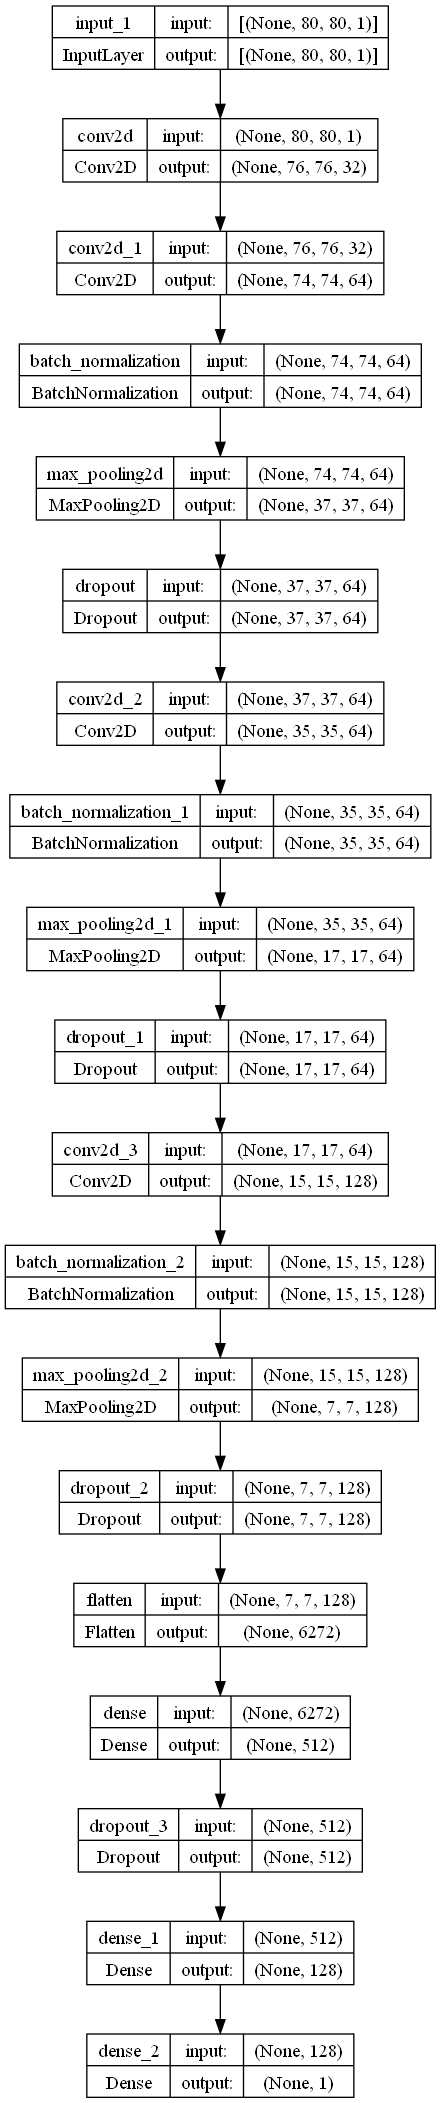 input_1 input: [(None, 80, 80, 1)]
InputLayer output: [(None, 80, 80, 1)]
conv2d input: (None, 80, 80, 1)
Conv2D output: (None, 76, 76, 32)
conv2d_1 input: (None, 76, 76, 32)
Conv2D output: (None, 74, 74, 64)
batch_normalization input: (None, 74, 74, 64)
BatchNormalization output: (None, 74, 74, 64)
max_pooling2d input: (None, 74, 74, 64)
MaxPooling2D output: (None, 37, 37, 64)
dropout input: (None, 37, 37, 64)
Dropout output: (None, 37, 37, 64)
conv2d_2 input: (None, 37, 37, 64)
Conv2D output: (None, 35, 35, 64)
batch_normalization_1 input: (None, 35, 35, 64)
BatchNormalization output: (None, 35, 35, 64)
max_pooling2d_1 input: (None, 35, 35, 64)
MaxPooling2D output: (None, 17, 17, 64)
dropout_1 input: (None, 17, 17, 64)
Dropout output: (None, 17, 17, 64)
conv2d_3 input: (None, 17, 17, 64)
Conv2D output: (None, 15, 15, 128)
batch_normalization_2 input: (None, 15, 15, 128)
BatchNormalization output: (None, 15, 15, 128)
max_pooling2d_2 input: (None, 15, 15, 128)
MaxPooling2D output: (None, 7, 7, 128)
dropout_2 input: (None, 7, 7, 128)
Dropout output: (None, 7, 7, 128)
flatten input: (None, 7, 7, 128)
Flatten output: (None, 6272)
dense input: (None, 6272)
Dense output: (None, 512)
dropout_3 input: (None, 512)
Dropout output: (None, 512)
dense_1 input: (None, 512)
Dense output: (None, 128)
dense_2 input: (None, 128)
Dense output: (None, 1)